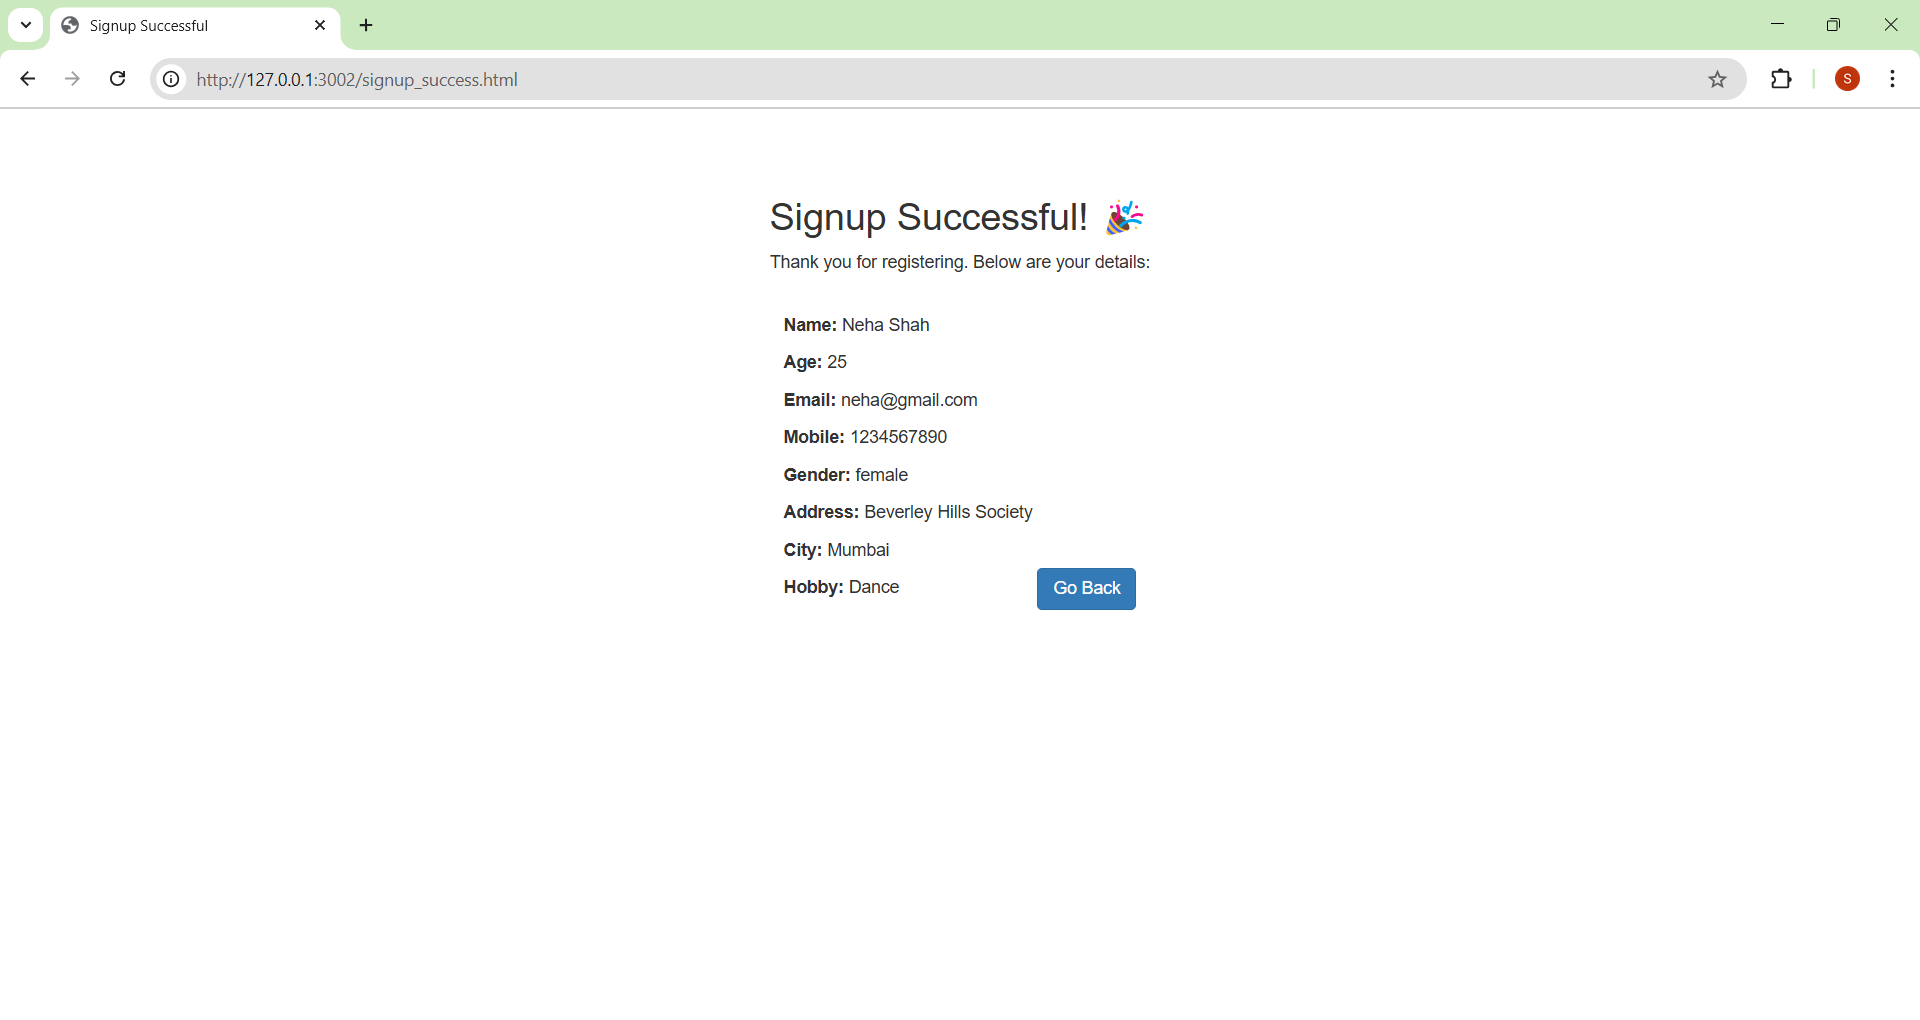 Signup Successful
http://127.0.0.1:3002/signup_success.html
S
Signup Successful! 🎉
Thank you for registering. Below are your details:
Name: Neha Shah
Age: 25
Email: neha@gmail.com
Mobile: 1234567890
Gender: female
Address: Beverley Hills Society
City: Mumbai
Hobby: Dance
Go Back